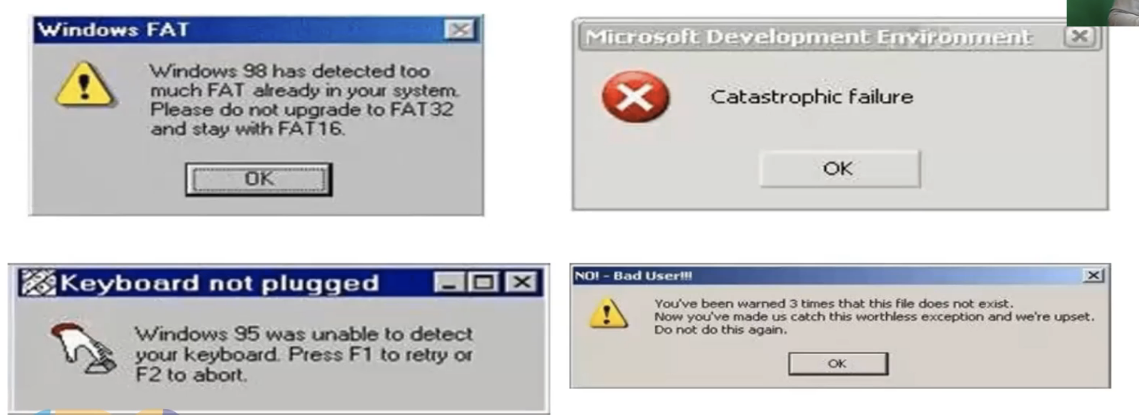 Windows FAT
Windows 98 has detected too
much FAT already in your system.
Please do not upgrade to FAT32
and stay with FAT16.
OK
Microsoft Development Environment
Catastrophic failure
OK
Keyboard not plugged
Windows 95 was unable to detect
your keyboard. Press F1 to retry or
F2 to abort.
NO! - Bad User!!!
You've been warned 3 times that this file does not exist.
Now you've made us catch this worthless exception and we're upset.
Do not do this again.
OK